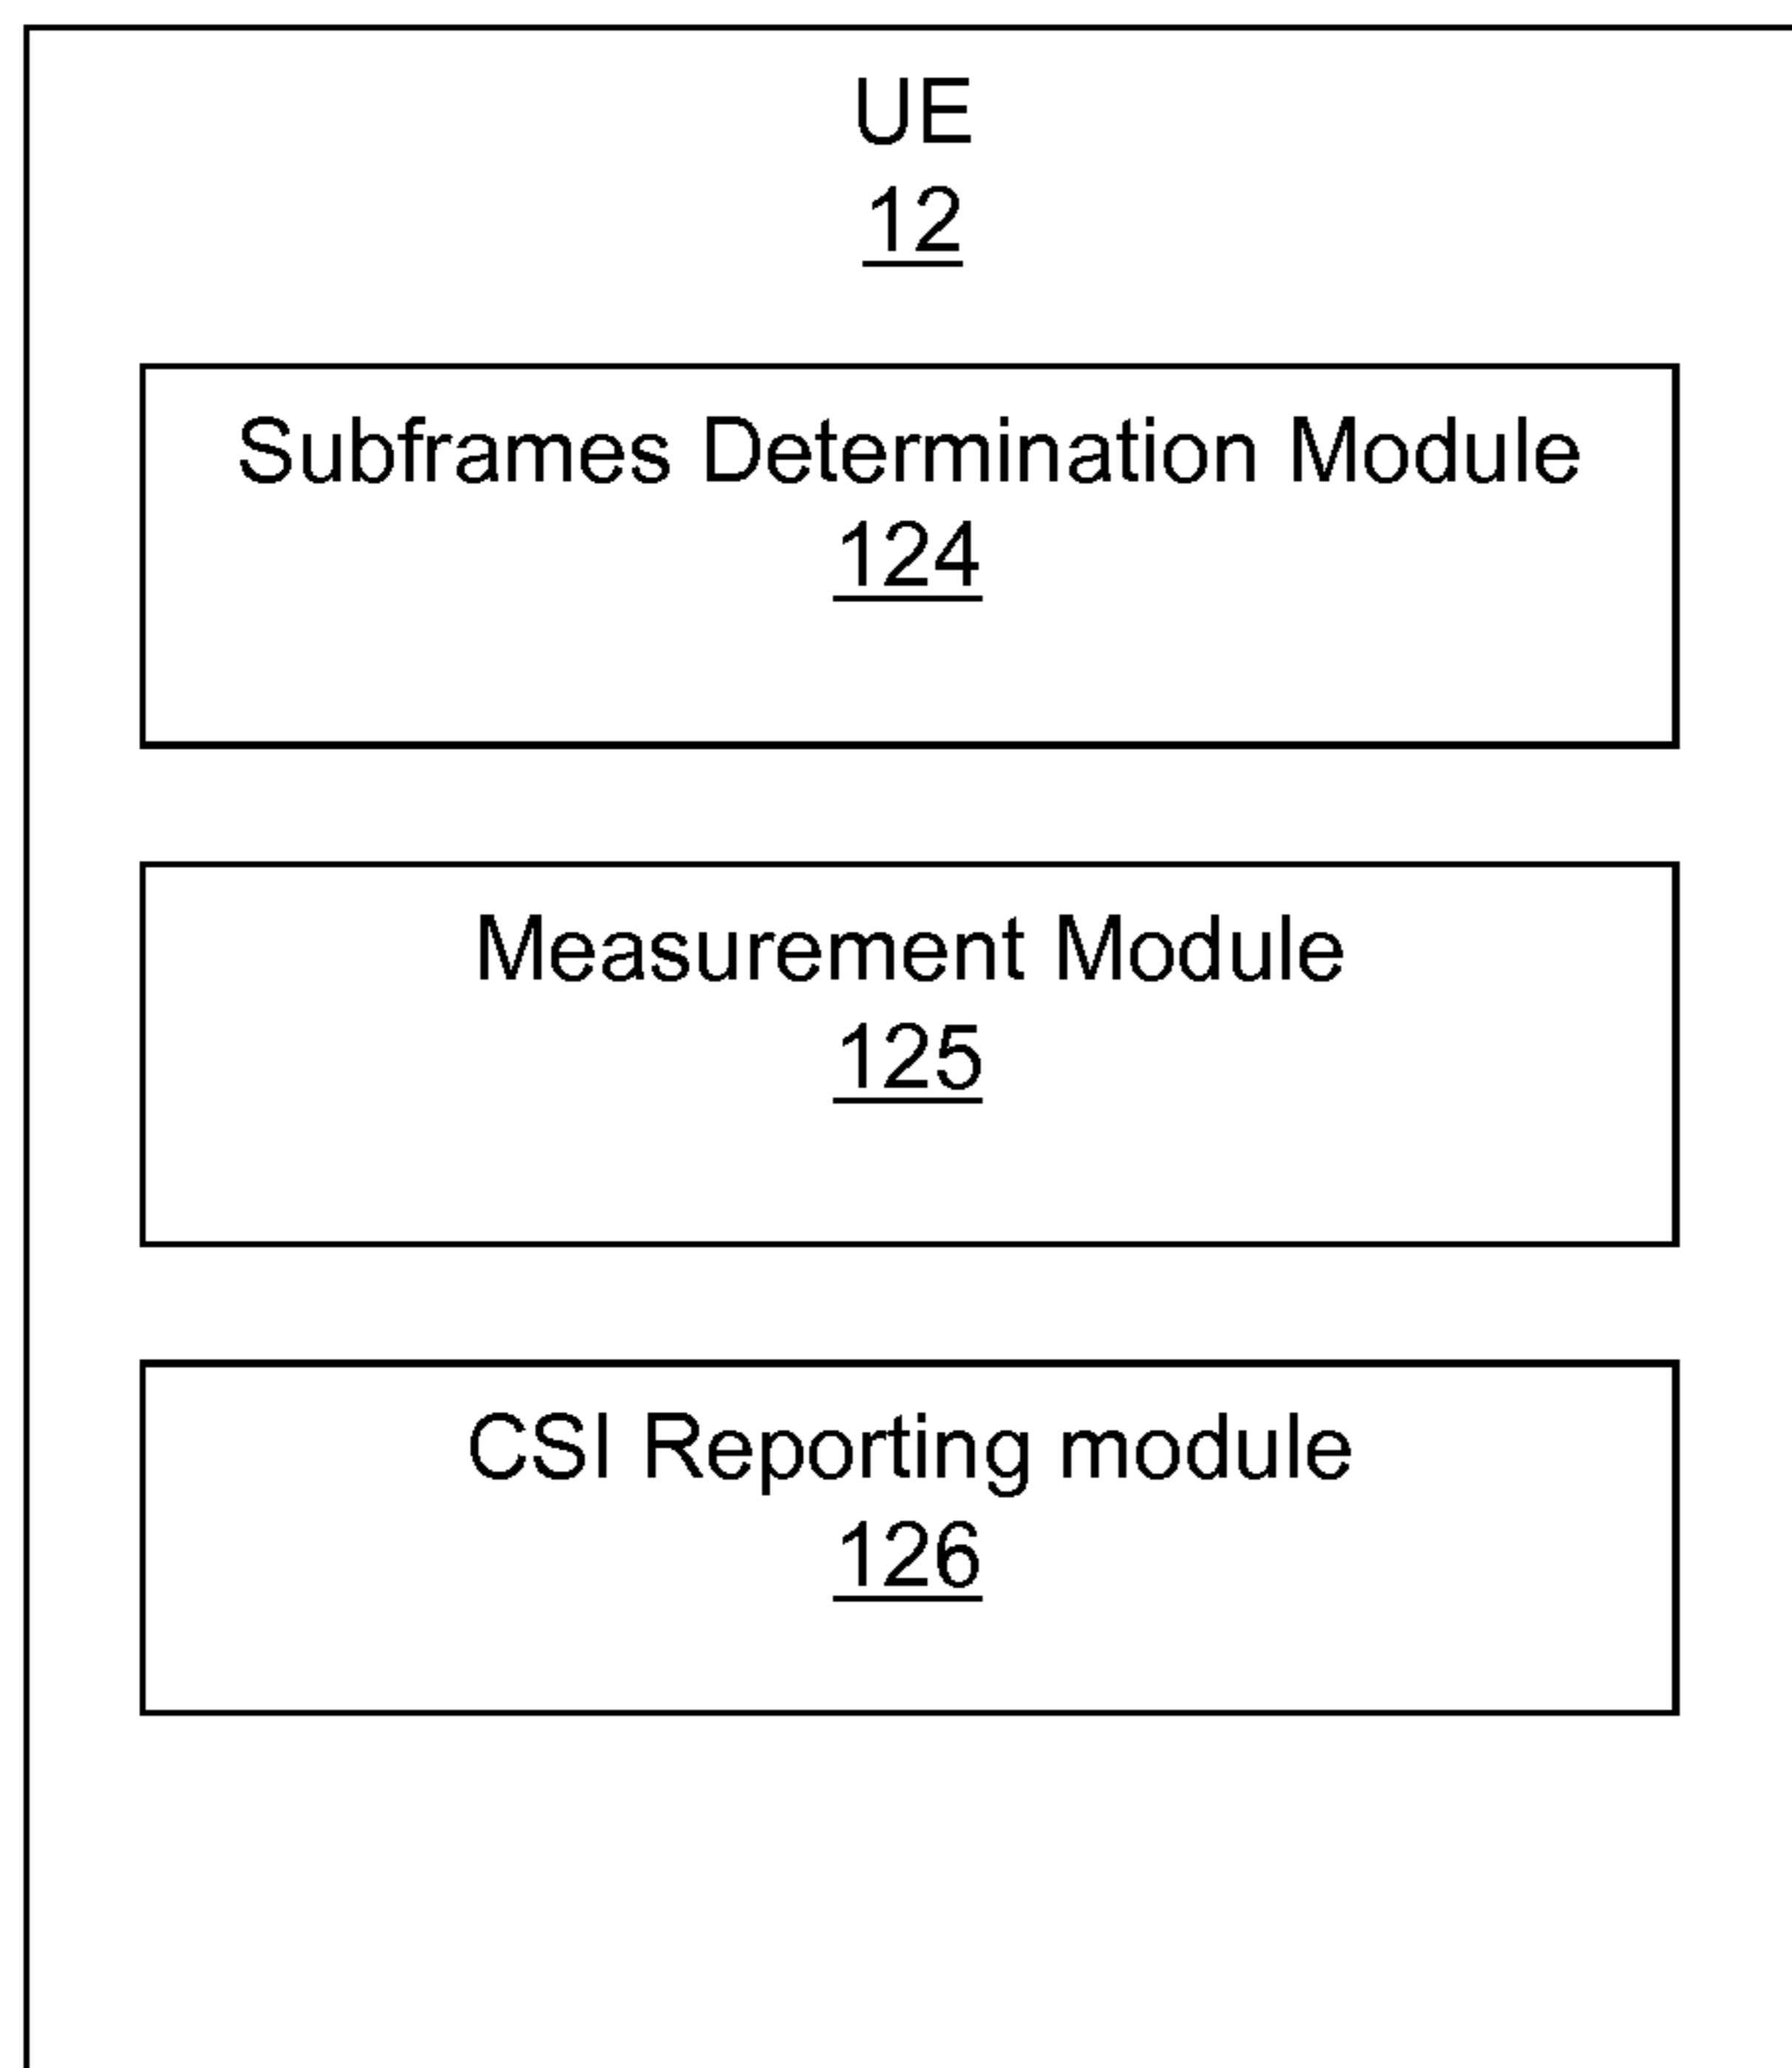 UE
12
Subframes Determination Module
124
Measurement Module
125
CSI Reporting module
126